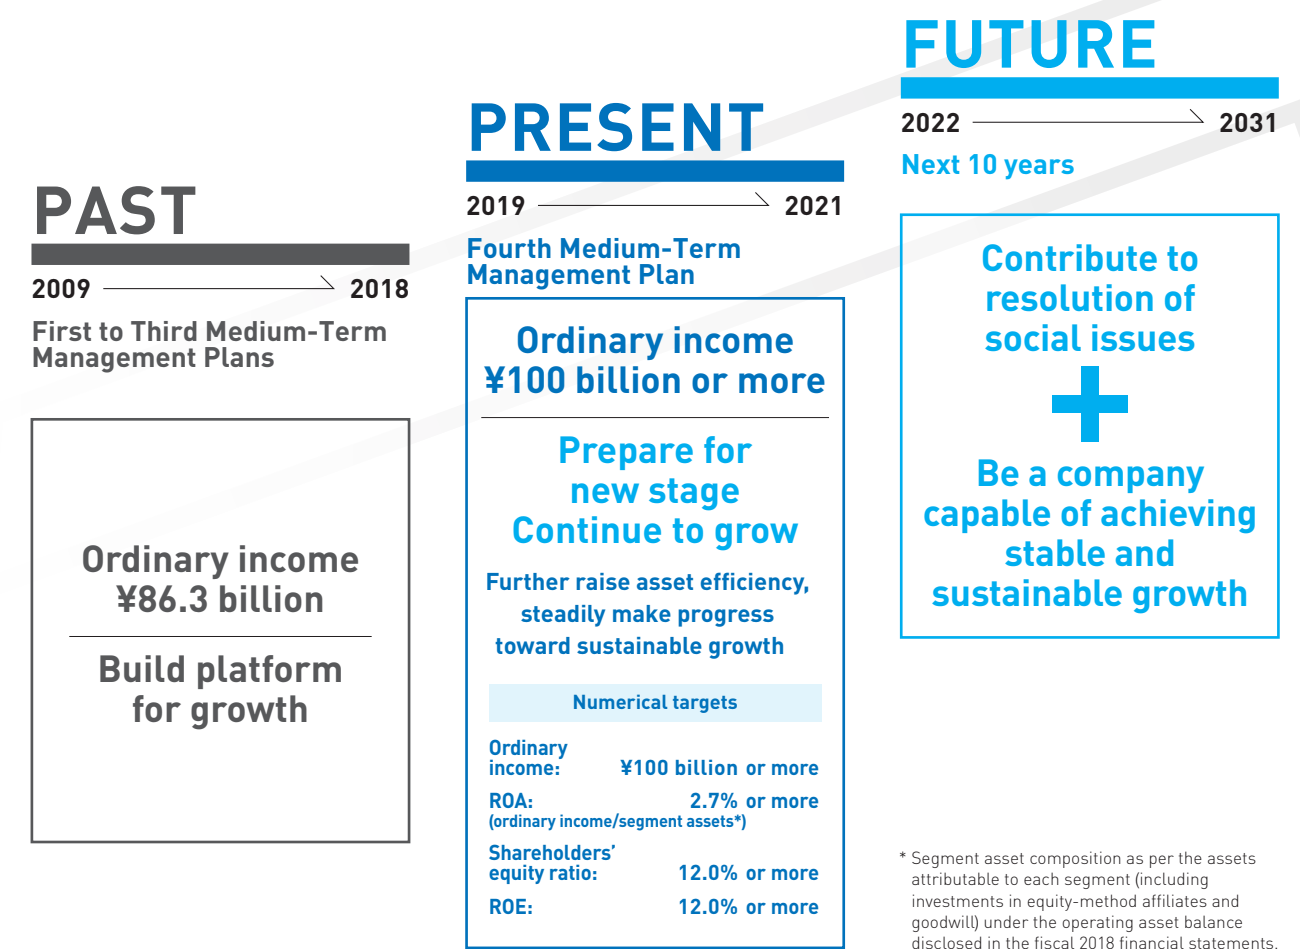 PAST
2009 2018
First to Third Medium-Term
Management Plans
Ordinary income
¥86.3 billion
Build platform
for growth
PRESENT
2019 2021
Fourth Medium-Term
Management Plan
Ordinary income
¥100 billion or more
Prepare for
new stage
Continue to grow
Further raise asset efficiency,
steadily make progress
toward sustainable growth
Numerical targets
Ordinary
income: ¥100 billion or more
ROA: 2.7% or more
(ordinary income/segment assets*)
Shareholders’
equity ratio: 12.0% or more
ROE: 12.0% or more
FUTURE
2022 2031
Next 10 years
Contribute to
resolution of
social issues
+
Be a company
capable of achieving
stable and
sustainable growth
* Segment asset composition as per the assets
attributable to each segment (including
investments in equity-method affiliates and
goodwill) under the operating asset balance
disclosed in the fiscal 2018 financial statements.